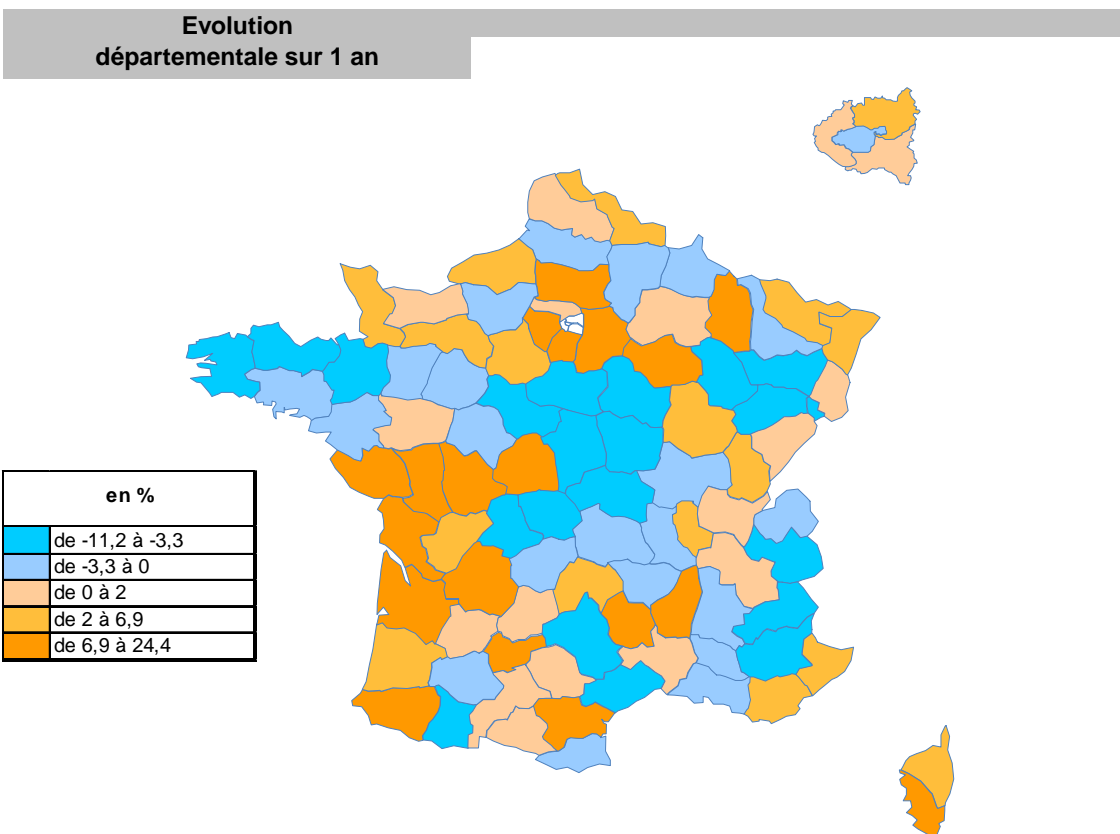 Evolution
départementale sur 1 an
en %
de -11,2 à -3,3
de -3,3 à 0
de 0 à 2
de 2 à 6,9
de 6,9 à 24,4